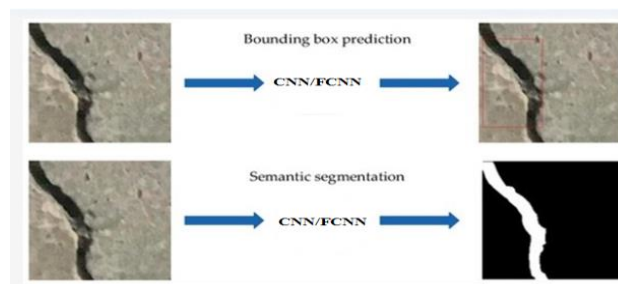 Bounding box prediction
CNN/FCNN
Semantic segmentation
CNN/FCNN